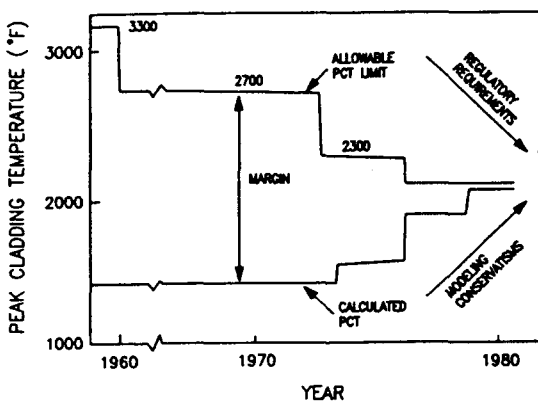 PEAK CLADDING TEMPERATURE (°F)
3000
2000
1000
3300
2700
ALLOWABLE
PCT LIMIT
2300
MARGIN
CALCULATED
PCT
REGULATORY
REQUIREMENTS
MODELING
CONSERVATISMS
1960
1970
1980
YEAR